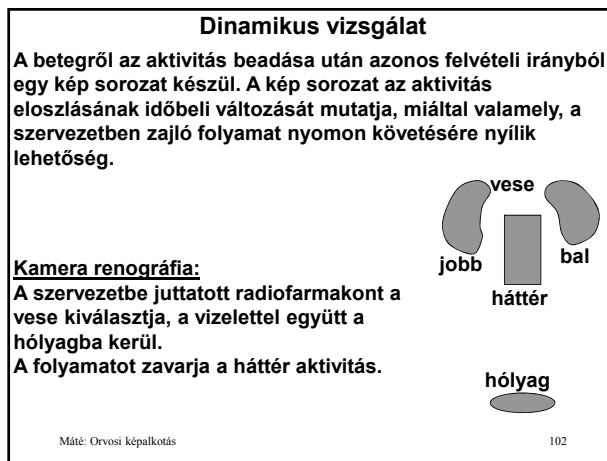 Dinamikus vizsgálat
A betegről az aktivitás beadása után azonos felvételi irányból
egy kép sorozat készül. A kép sorozat az aktivitás
eloszlásának időbeli változását mutatja, miáltal valamely, a
szervezetben zajló folyamat nyomon követésére nyílik
lehetőség.
vese
jobb
bal
háttér
Kamera renográfia:
A szervezetbe juttatott radiofarmakont a
vese kiválasztja, a vizelettel együtt a
hólyagba kerül.
A folyamatot zavarja a háttér aktivitás.
hólyag
Máté: Orvosi képalkotás
102